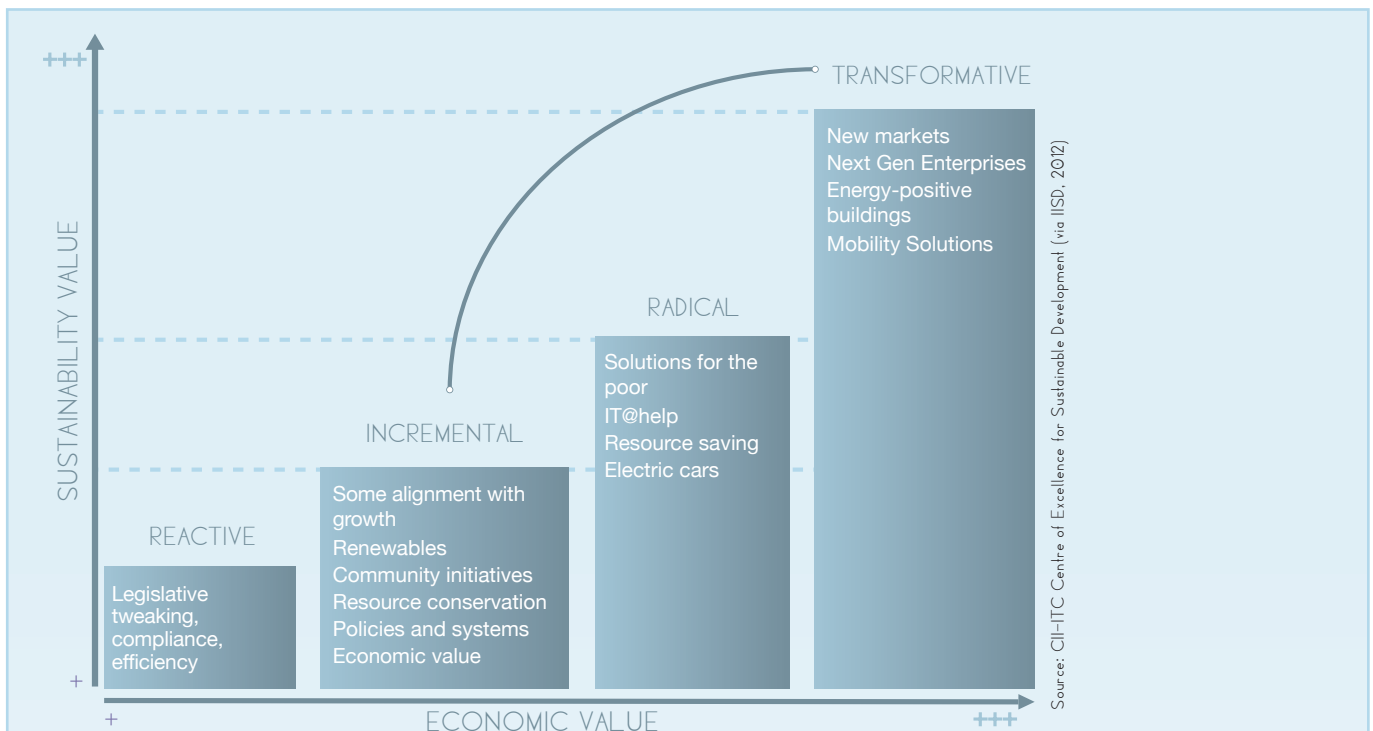 +++
SUSTAINABILITY VALUE
+
REACTIVE
Legislative
tweaking,
compliance,
efficiency
INCREMENTAL
Some alignment with
growth
Renewables
Community initiatives
Resource conservation
Policies and systems
Economic value
RADICAL
Solutions for the
poor
IT@help
Resource saving
Electric cars
TRANSFORMATIVE
New markets
Next Gen Enterprises
Energy-positive
buildings
Mobility Solutions
+
ECONOMIC VALUE
+++
Source: CII-ITC Centre of Excellence for Sustainable Development (via IISD, 2012)